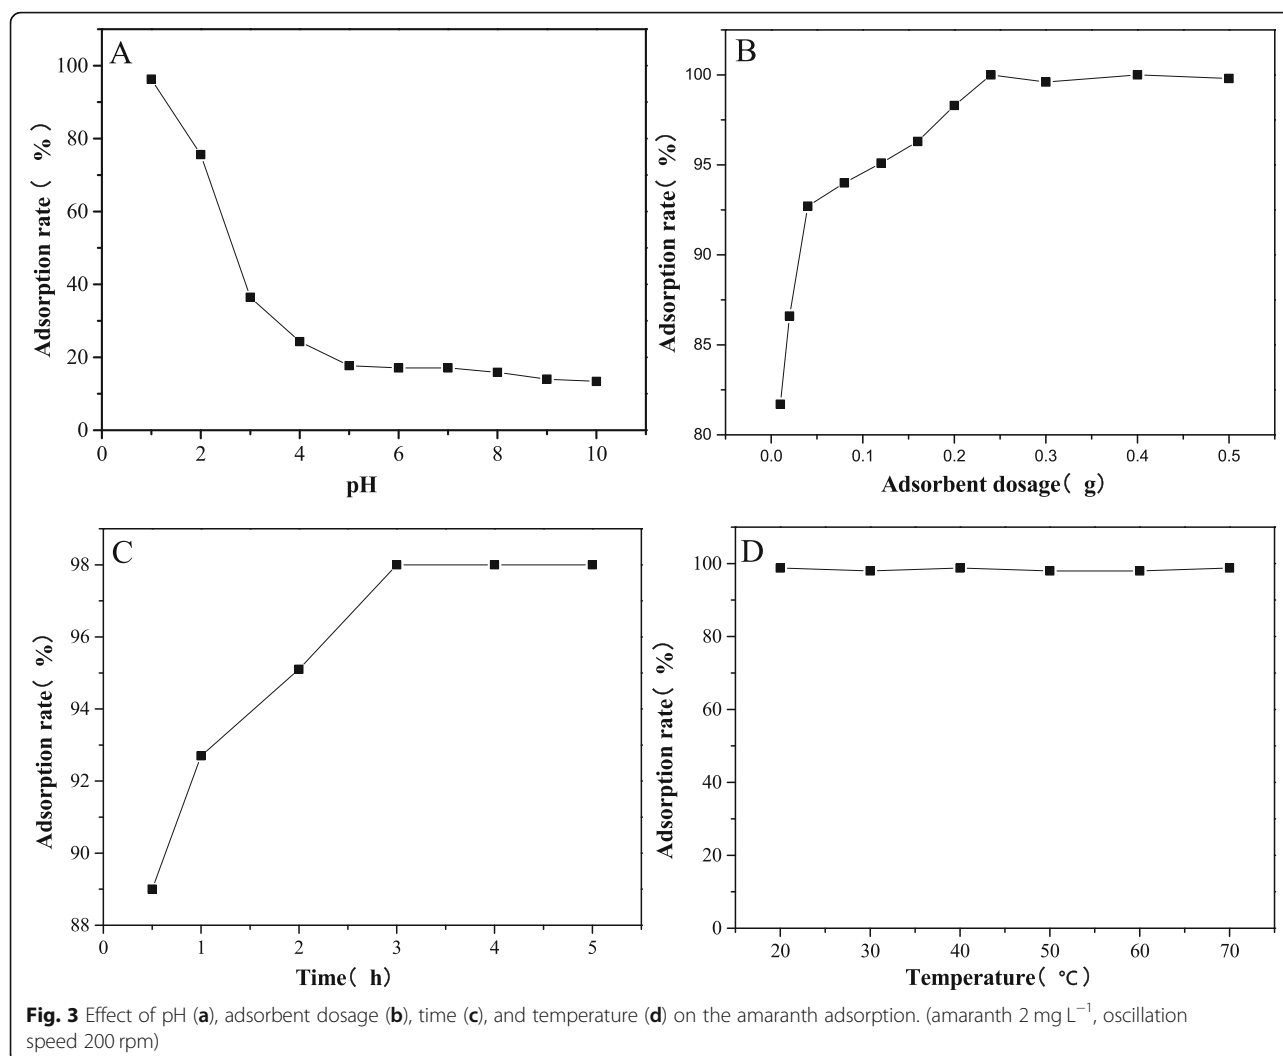 A
100
80
60
40
20
0
Adsorption rate( %)
0 2 4 6 8 10
pH
B
100
95
90
85
80
Adsorption rate( %)
0.0 0.1 0.2 0.3 0.4 0.5
Adsorbent dosage( g)
C
98
96
94
92
90
88
Adsorption rate( %)
0 1 2 3 4 5
Time( h)
D
100
80
60
40
20
0
Adsorption rate( %)
20 30 40 50 60 70
Temperature( ℃)
Fig. 3 Effect of pH (a), adsorbent dosage (b), time (c), and temperature (d) on the amaranth adsorption. (amaranth 2 mg L⁻¹, oscillation
speed 200 rpm)